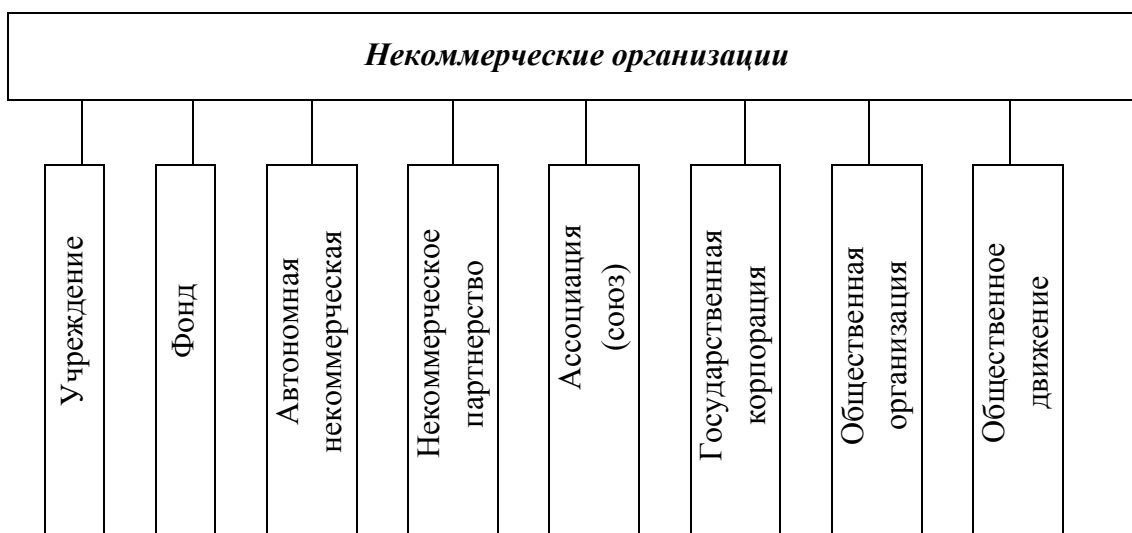 Некоммерческие организации
Учреждение
Фонд
Автономная
некоммерческая
Некоммерческое
партнерство
Ассоциация
(союз)
Государственная
корпорация
Общественная
организация
Общественное
движение